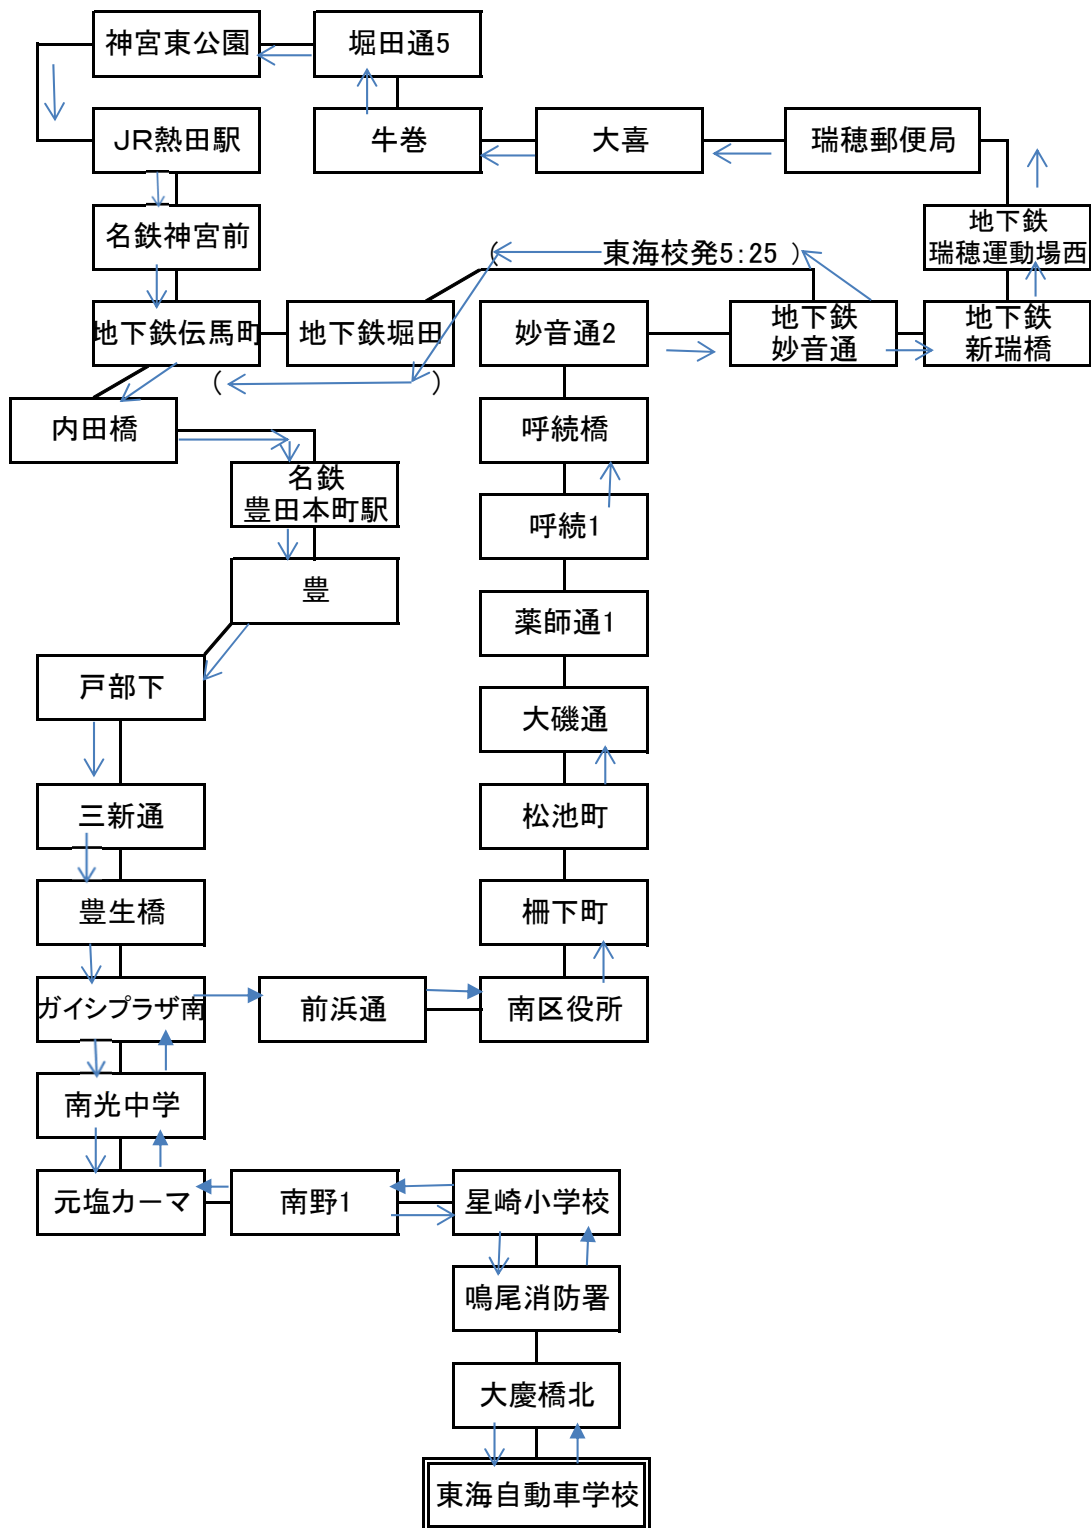 神宮東公園
堀田通5
JR熱田駅
牛巻
大喜
瑞穂郵便局
名鉄神宮前
( 東海校発5:25 )
地下鉄
瑞穂運動場西
地下鉄伝馬町
地下鉄堀田
妙音通2
地下鉄
妙音通
地下鉄
新瑞橋
( )
内田橋
呼続橋
名鉄
豊田本町駅
呼続1
豊
薬師通1
戸部下
大磯通
三新通
松池町
豊生橋
柵下町
ガイシプラザ南
前浜通
南区役所
南光中学
元塩カーマ
南野1
星崎小学校
鳴尾消防署
大慶橋北
東海自動車学校